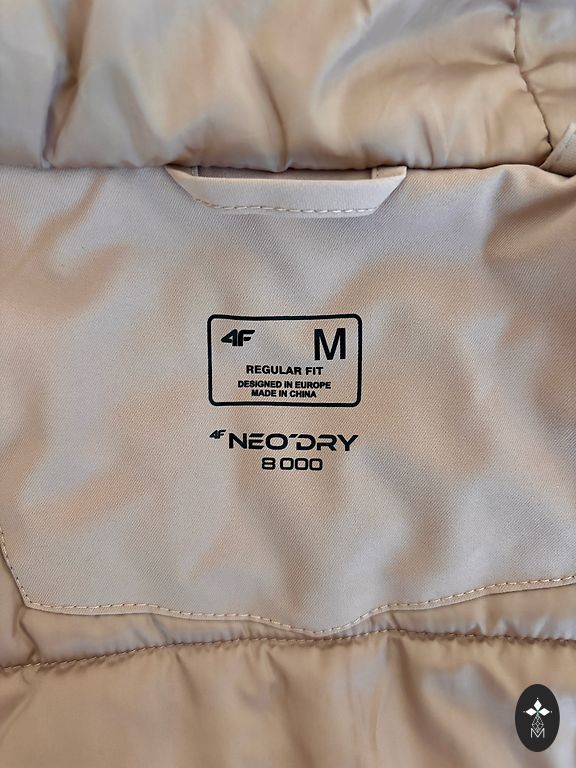 4F M
REGULAR FIT
DESIGNED IN EUROPE
MADE IN CHINA
4F NEO DRY
8 000
M